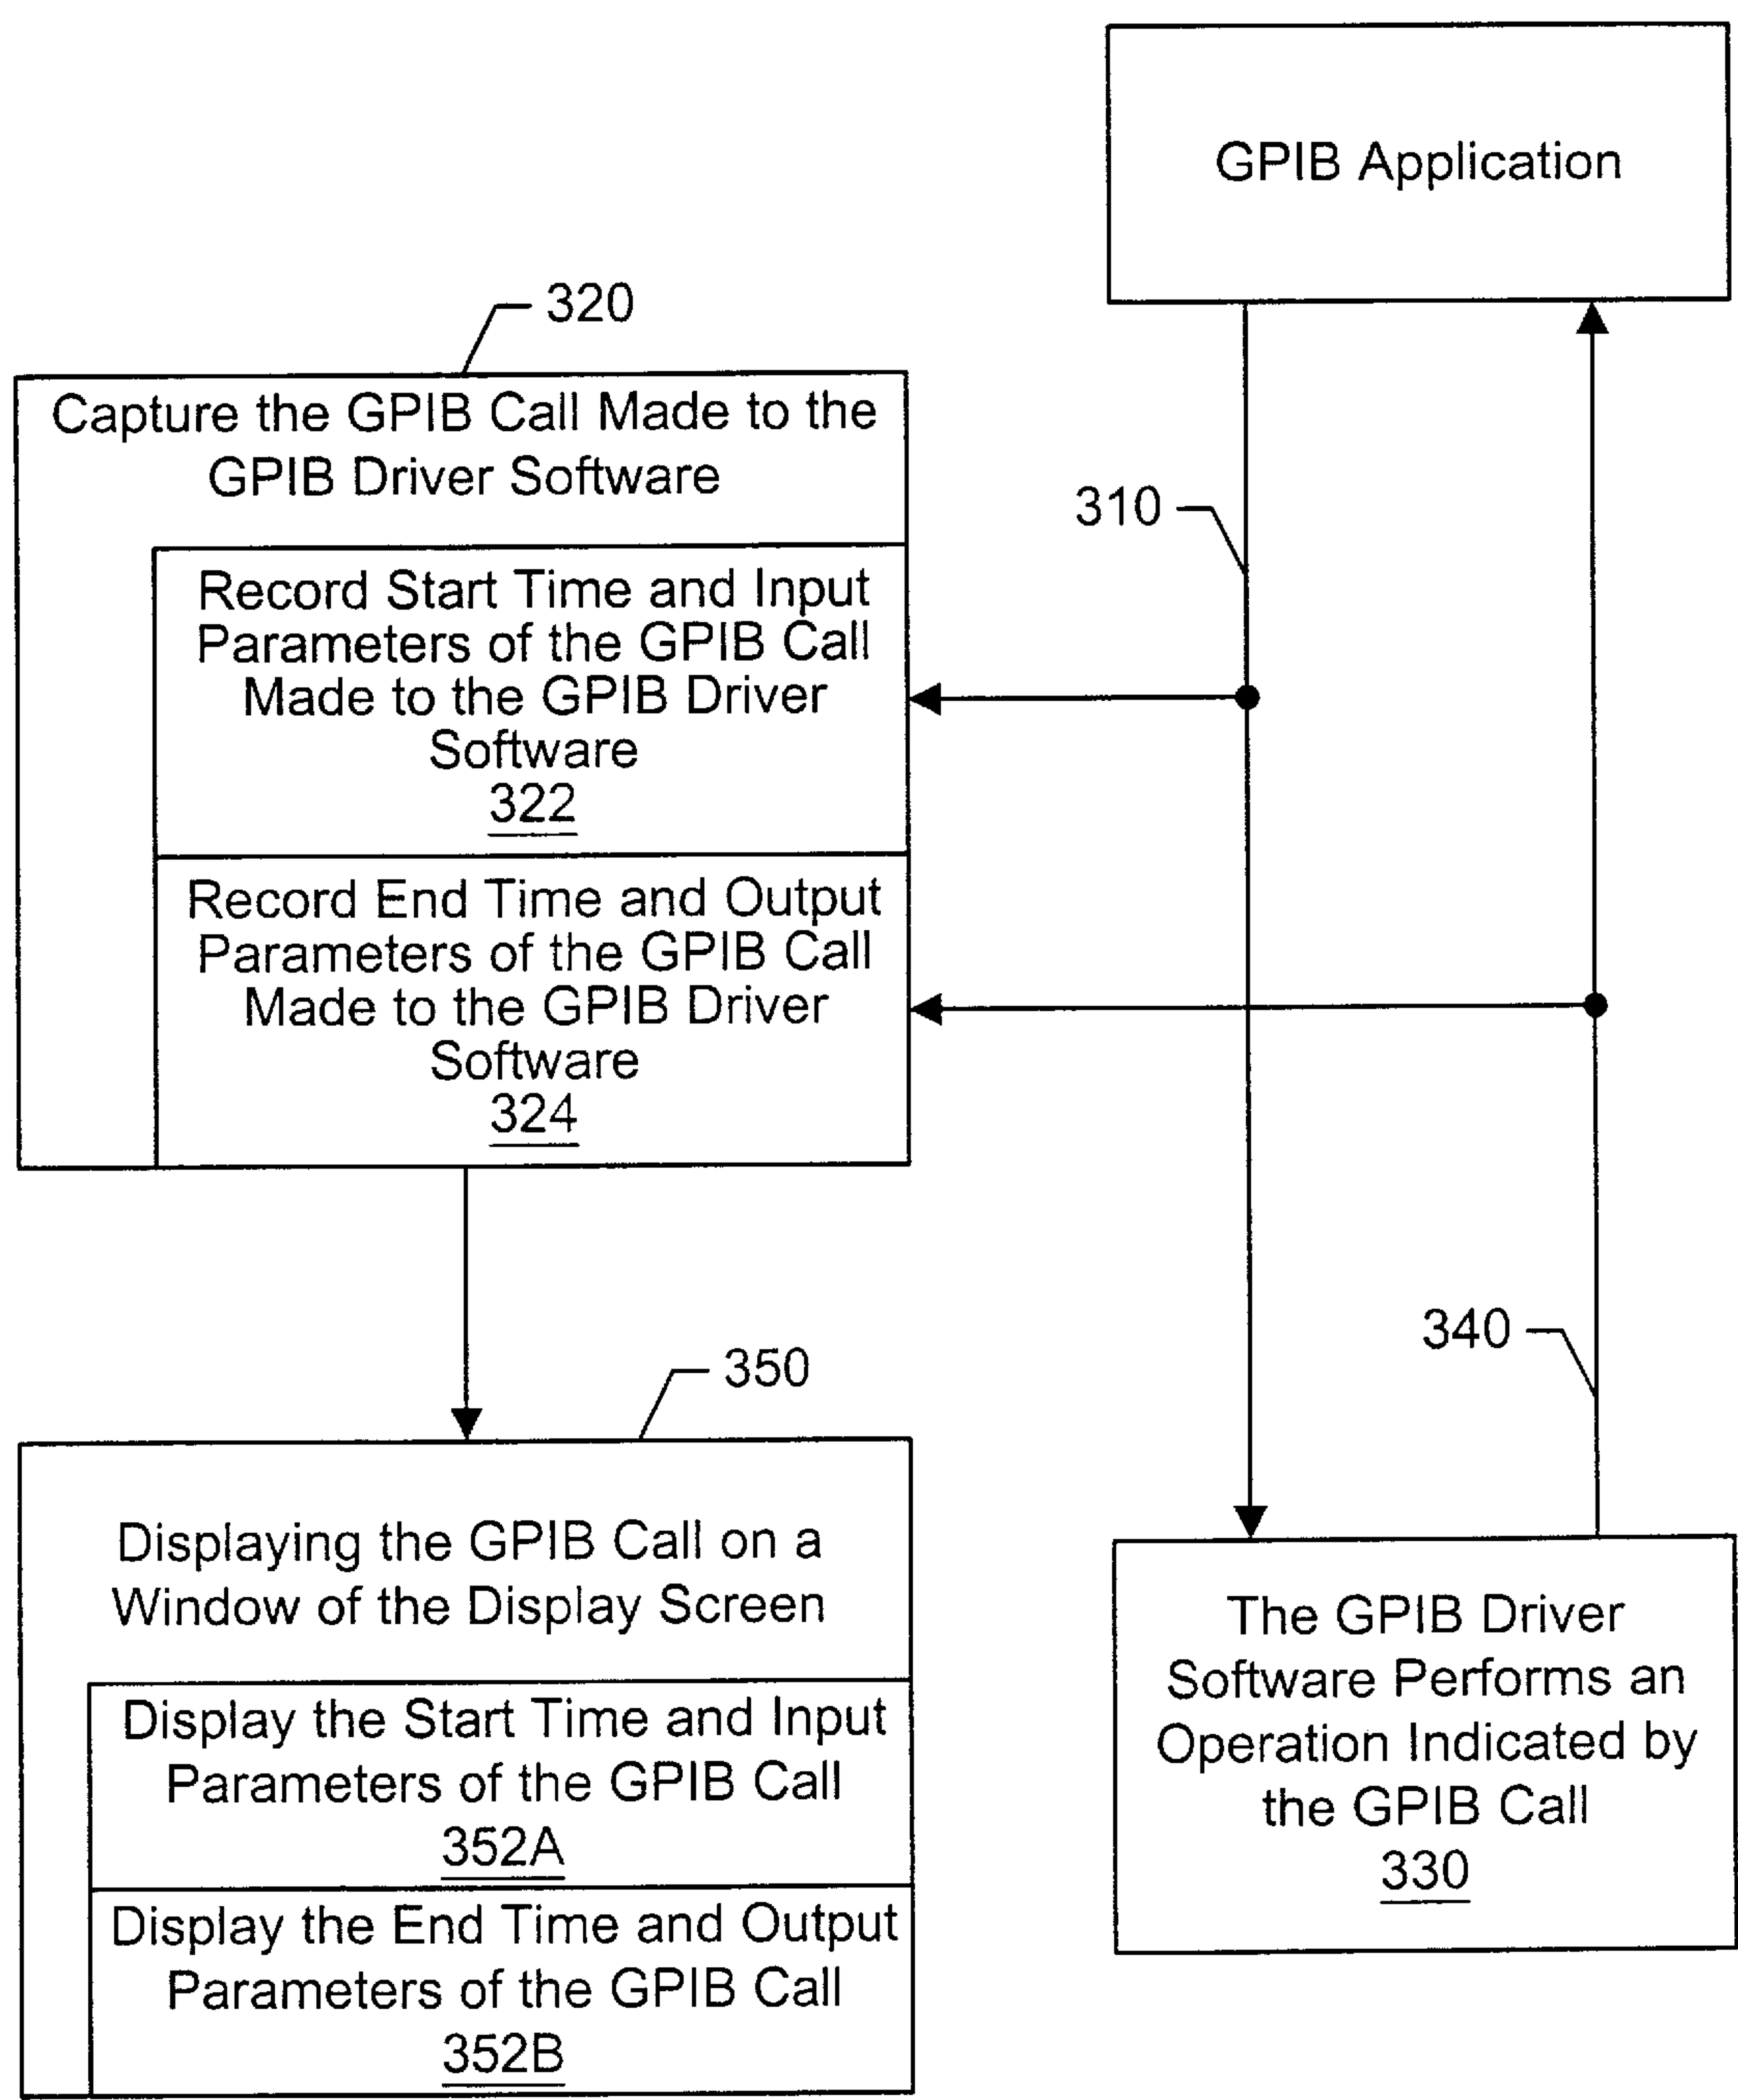 GPIB Application
320
Capture the GPIB Call Made to the
GPIB Driver Software
310
Record Start Time and Input
Parameters of the GPIB Call
Made to the GPIB Driver
Software
322
Record End Time and Output
Parameters of the GPIB Call
Made to the GPIB Driver
Software
324
340
350
Displaying the GPIB Call on a
Window of the Display Screen
Display the Start Time and Input
Parameters of the GPIB Call
352A
Display the End Time and Output
Parameters of the GPIB Call
352B
The GPIB Driver
Software Performs an
Operation Indicated by
the GPIB Call
330